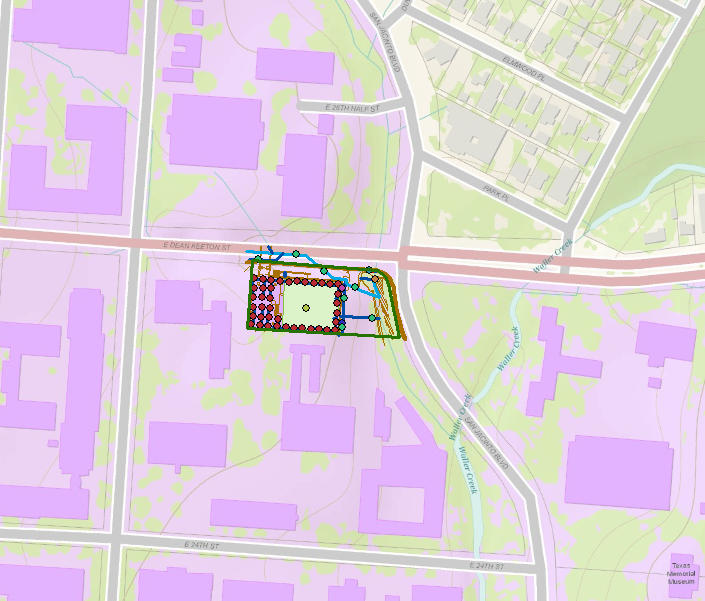 SAN JACINTO BLVD
ELMWOOD PL
E 26TH HALF ST
PARK PL
E DEAN KEETON ST
Waller Creek
Waller Creek
Waller Creek
SAN JACINTO BLVD
Waller Creek
E 24TH ST
E 24TH ST
Texas
Memorial
Museum